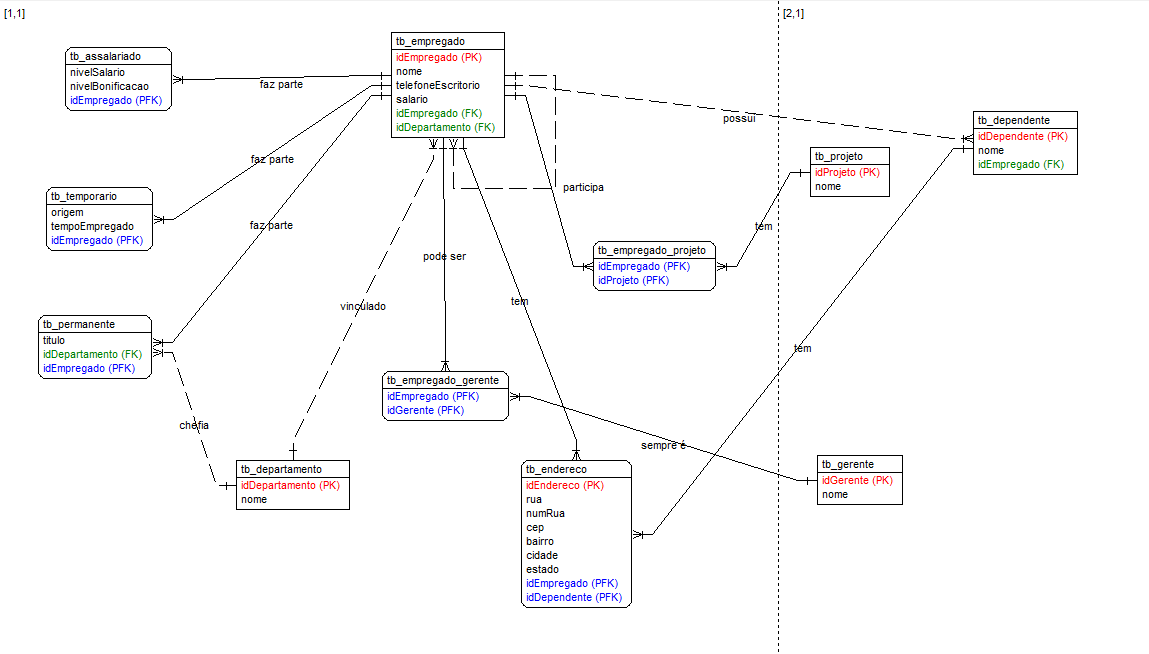 [1,1]
[2,1]
tb_empregado
idEmpregado (PK)
nome
telefoneEscritorio
salario
idEmpregado (FK)
idDepartamento (FK)
tb_assalariado
nivelSalario
nivelBonificacao
idEmpregado (PFK)
faz parte
possui
tb_dependente
idDependente (PK)
nome
idEmpregado (FK)
tb_projeto
idProjeto (PK)
nome
faz parte
participa
tb_temporario
origem
tempoEmpregado
idEmpregado (PFK)
faz parte
tem
tb_empregado_projeto
idEmpregado (PFK)
idProjeto (PFK)
pode ser
tem
vinculado
tb_permanente
titulo
idDepartamento (FK)
idEmpregado (PFK)
tem
tb_empregado_gerente
idEmpregado (PFK)
idGerente (PFK)
chefia
sempre é
tb_departamento
idDepartamento (PK)
nome
tb_endereco
idEndereco (PK)
rua
numRua
cep
bairro
cidade
estado
idEmpregado (PFK)
idDependente (PFK)
tb_gerente
idGerente (PK)
nome